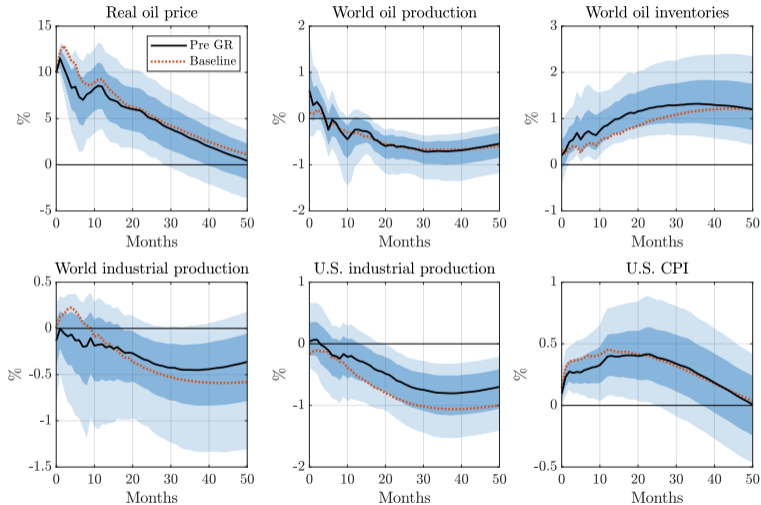 Real oil price
15
10
5
0
-5
%
0 10 20 30 40 50
Months
Pre GR
Baseline
World oil production
2
1
0
-1
-2
%
0 10 20 30 40 50
Months
World oil inventories
3
2
1
0
-1
%
0 10 20 30 40 50
Months
World industrial production
0.5
0
-0.5
-1
-1.5
%
0 10 20 30 40 50
Months
U.S. industrial production
1
0
-1
-2
%
0 10 20 30 40 50
Months
U.S. CPI
1
0.5
0
-0.5
%
0 10 20 30 40 50
Months